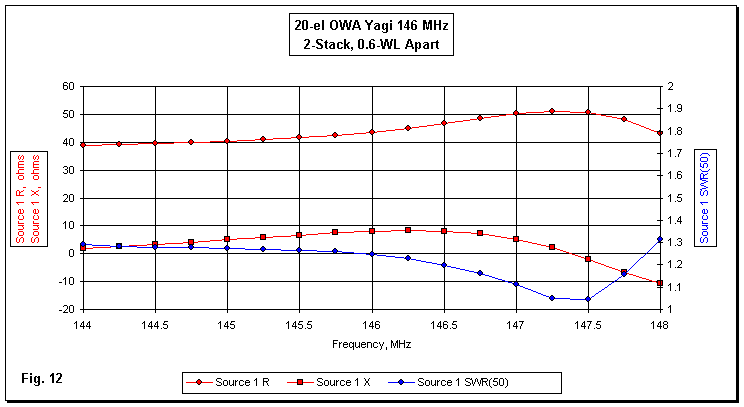 20-el OWA Yagi 146 MHz
2-Stack, 0.6-WL Apart
Source 1 R, ohms
Source 1 X, ohms
60
50
40
30
20
10
0
-10
-20
2
1.9
1.8
1.7
1.6
1.5
1.4
1.3
1.2
1.1
1
Source 1 SWR(50)
144 144.5 145 145.5 146 146.5 147 147.5 148
Frequency, MHz
Fig. 12
Source 1 R Source 1 X Source 1 SWR(50)